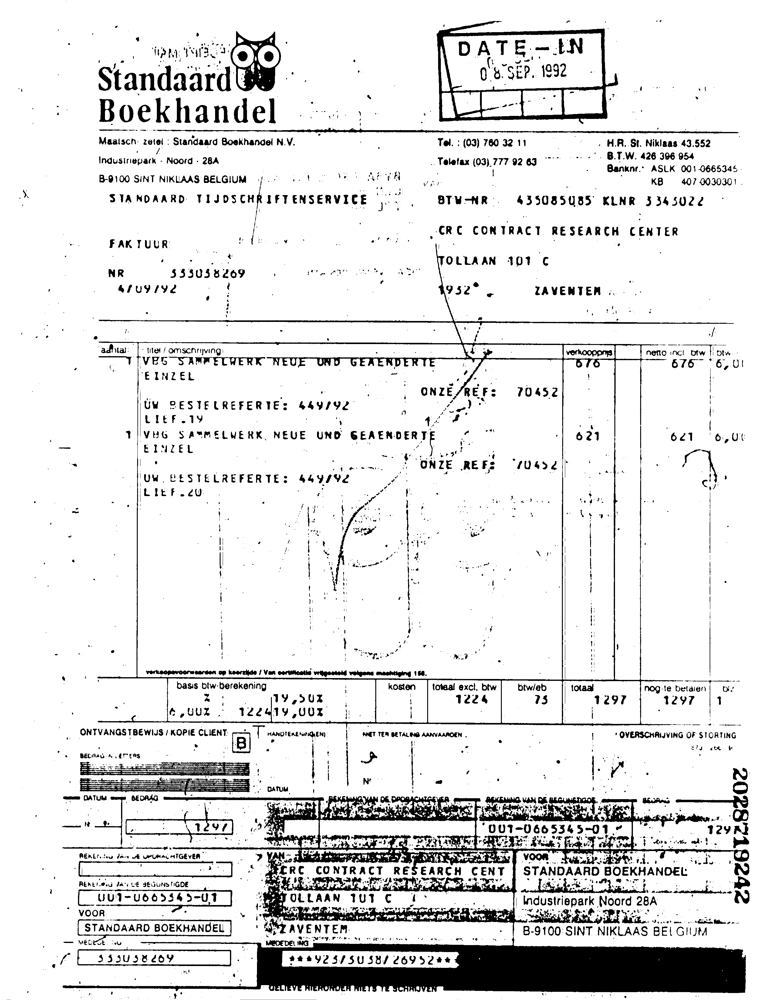 Standaard
Boekhandel
DATE-IN
08. SEP. 1992
Maatsch. zetel : Standaard Boekhandel N.V.
Industriepark - Noord - 28A
B-9100 SINT NIKLAAS BELGIUM
Tel. : (03) 760 32 11
Telefax (03) 777 92 63
H.R. St. Niklaas 43.552
B.T.W. 426 396 954
Banknr. ASLK 001-0665345
KB 407 0030301
STANDAARD TIJDSCHRIFTENSERVICE
BTW-NR 435085085 KLNR 3343022
CRC CONTRACT RESEARCH CENTER
FAKTUUR
TOLLAAN 101 C
NR 333038269
4/09/92
1932 ZAVENTEM
aantal titel / omschrijving verkoopprijs netto incl. btw btw
1 VBG SAMMELWERK NEUE UND GEAENDERTE 676 676 6,00
EINZEL
ONZE REF: 70452
UW BESTELREFERTE: 449/92
LIEF.19
1 VBG SAMMELWERK NEUE UND GEAENDERTE 621 621 6,00
EINZEL
ONZE REF: 70452
UW BESTELREFERTE: 449/92
LIEF.20
verkoopsvoorwaarden op keerzijde / Van certificatie vrijgesteld volgens machtiging 156.
basis btw-berekening kosten totaal excl. btw btw/eb totaal nog te betalen blz
% 19,50% 1224 73 1297 1297 1
6,00% 1224 19,00%
ONTVANGSTBEWIJS / KOPIE CLIENT B
HANDTEKENING(EN) NIET TER BETALING AANVAARDEN
OVERSCHRIJVING OF STORTING
BEDRAG IN LETTERS
DATUM
DATUM BEDRAG REKENING VAN DE OPDRACHTGEVER REKENING VAN DE BEGUNSTIGDE BEDRAG
1297 001-0665345-01 1297
REKENING VAN DE OPDRACHTGEVER
REKENING VAN DE BEGUNSTIGDE
001-0665345-01
VOOR
STANDAARD BOEKHANDEL
MEDEDELING
333038269
VAN
CRC CONTRACT RESEARCH CENT
TOLLAAN 101 C
ZAVENTEM
VOOR
STANDAARD BOEKHANDEL
Industriepark Noord 28A
B-9100 SINT NIKLAAS BELGIUM
MEDEDELING
***923/3038/26952***
GELIEVE HIERONDER NIETS TE SCHRIJVEN
2028719242